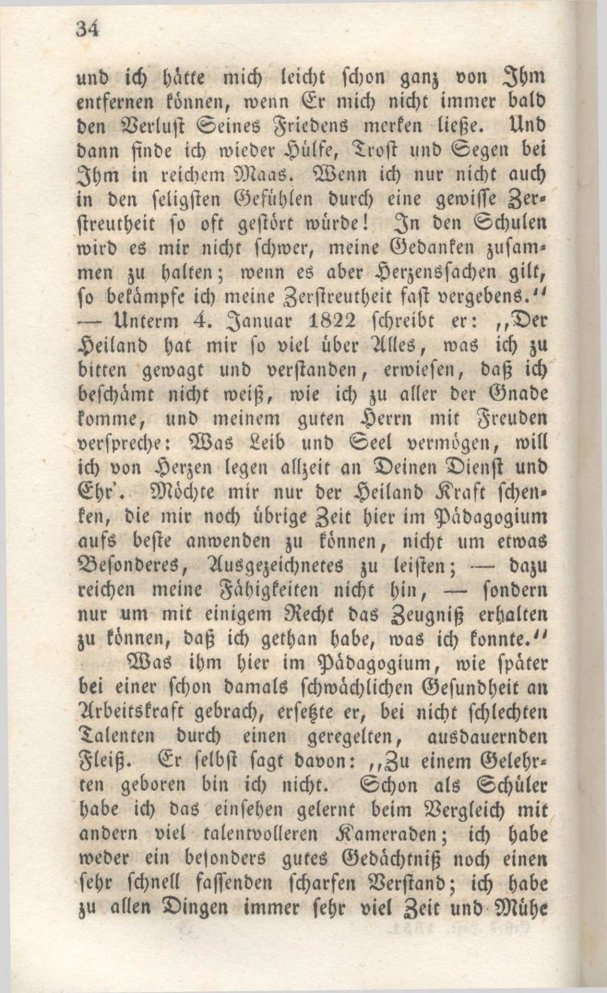 34
und ich hätte mich leicht schon ganz von Ihm
entfernen können, wenn Er mich nicht immer bald
den Verlust Seines Friedens merken ließe. Und
dann finde ich wieder Hülfe, Trost und Segen bei
Ihm in reichem Maas. Wenn ich nur nicht auch
in den seligsten Gefühlen durch eine gewisse Zer-
streutheit so oft gestört würde! In den Schulen
wird es mir nicht schwer, meine Gedanken zusam-
men zu halten; wenn es aber Herzenssachen gilt,
so bekämpfe ich meine Zerstreutheit fast vergebens.“
— Unterm 4. Januar 1822 schreibt er: „Der
Heiland hat mir so viel über Alles, was ich zu
bitten gewagt und verstanden, erwiesen, daß ich
beschämt nicht weiß, wie ich zu aller der Gnade
komme, und meinem guten Herrn mit Freuden
verspreche: Was Leib und Seel vermögen, will
ich von Herzen legen allzeit an Deinen Dienst und
Ehr’. Möchte mir nur der Heiland Kraft schen-
ken, die mir noch übrige Zeit hier im Pädagogium
aufs beste anwenden zu können, nicht um etwas
Besonderes, Ausgezeichnetes zu leisten; — dazu
reichen meine Fähigkeiten nicht hin, — sondern
nur um mit einigem Recht das Zeugniß erhalten
zu können, daß ich gethan habe, was ich konnte.“
Was ihm hier im Pädagogium, wie später
bei einer schon damals schwächlichen Gesundheit an
Arbeitskraft gebrach, ersetzte er, bei nicht schlechten
Talenten durch einen geregelten, ausdauernden
Fleiß. Er selbst sagt davon: „Zu einem Gelehr-
ten geboren bin ich nicht. Schon als Schüler
habe ich das einsehen gelernt beim Vergleich mit
andern viel talentvolleren Kameraden; ich habe
weder ein besonders gutes Gedächtniß noch einen
sehr schnell fassenden scharfen Verstand; ich habe
zu allen Dingen immer sehr viel Zeit und Mühe